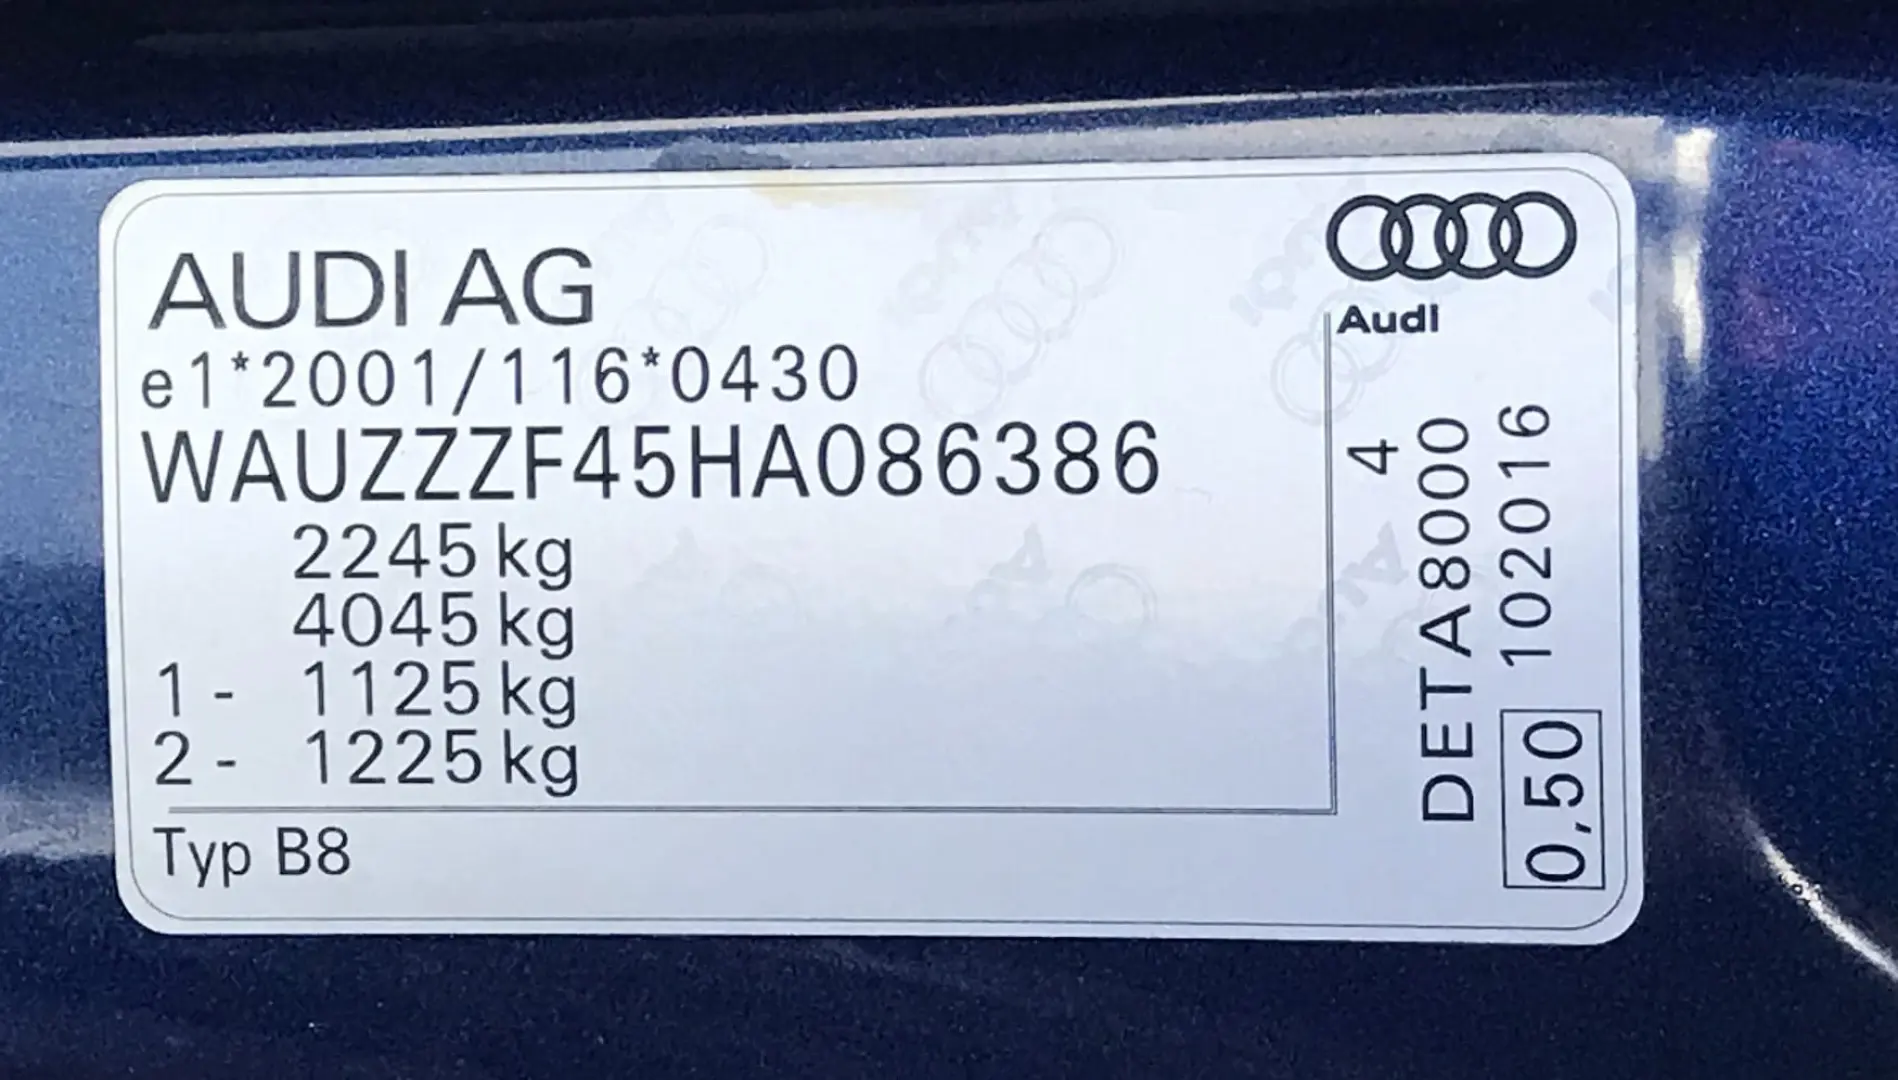 AUDI AG
e1*2001/116*0430
WAUZZZF45HA086386
2245 kg
4045 kg
1 - 1125 kg
2 - 1225 kg
Typ B8
Audi
4
DETA8000
0,50 102016